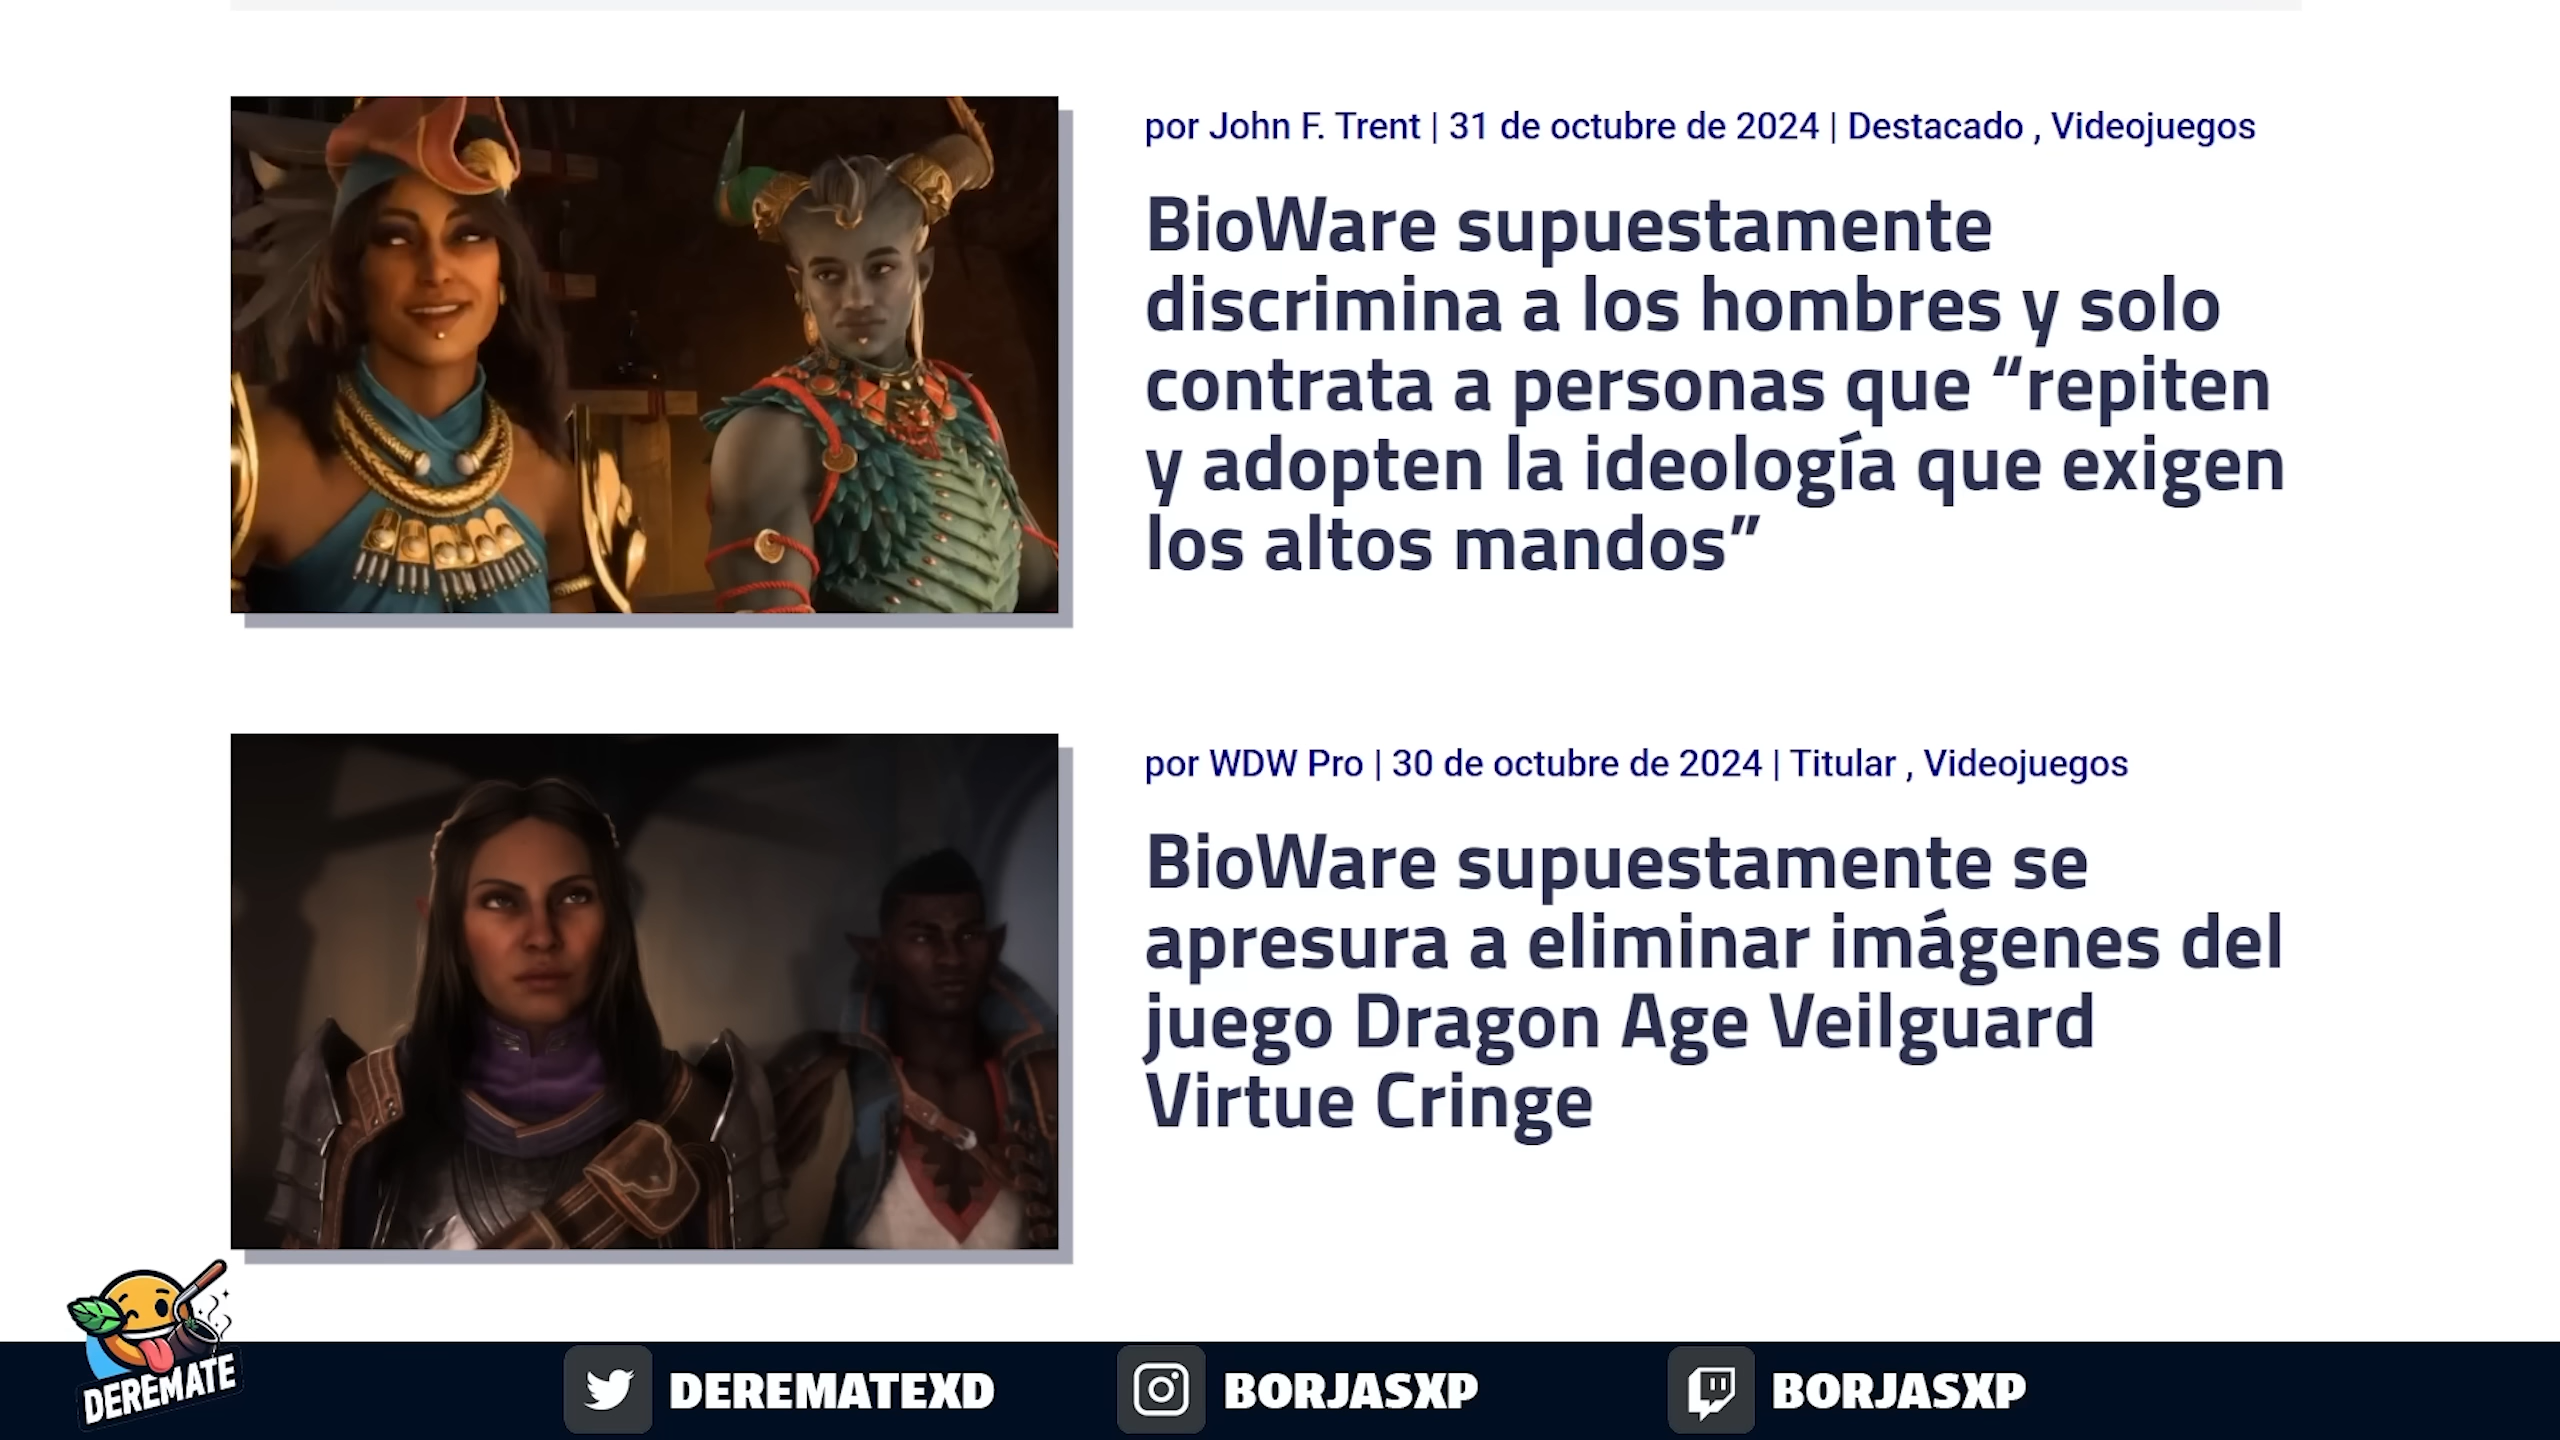 por John F. Trent | 31 de octubre de 2024 | Destacado , Videojuegos
BioWare supuestamente
discrimina a los hombres y solo
contrata a personas que “repiten
y adopten la ideología que exigen
los altos mandos”
por WDW Pro | 30 de octubre de 2024 | Titular , Videojuegos
BioWare supuestamente se
apresura a eliminar imágenes del
juego Dragon Age Veilguard
Virtue Cringe
DEREMATE
DEREMATEXD
BORJASXP
BORJASXP